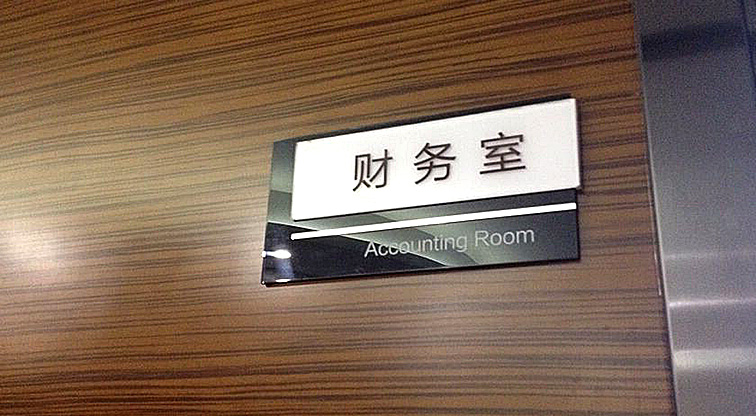 财务室
Accounting Room